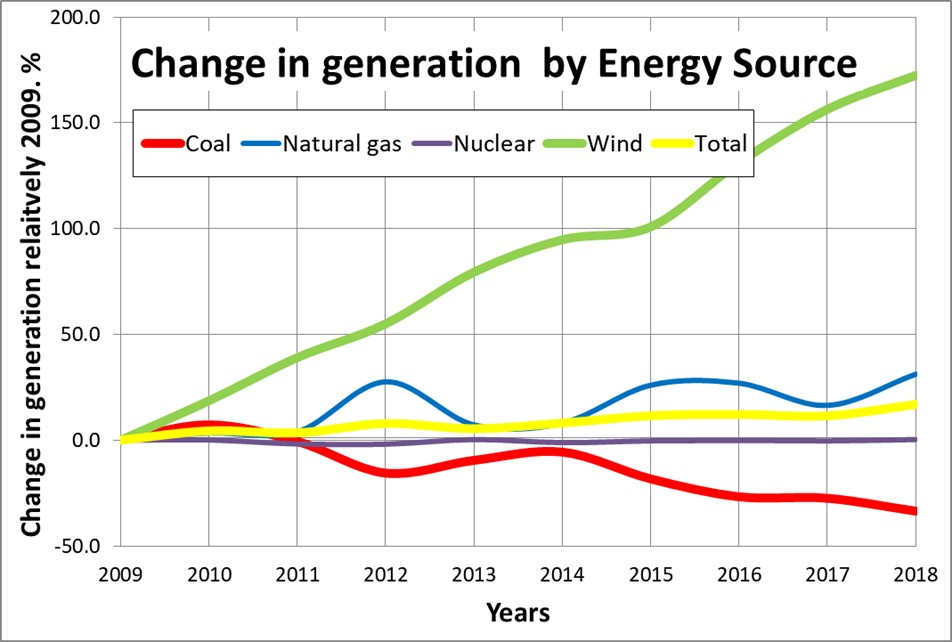 200.0
Change in generation  by Energy Source
150.0
Coal Natural gas Nuclear Wind Total
100.0
50.0
0.0
-50.0
2009 2010 2011 2012 2013 2014 2015 2016 2017 2018
Years
Change in generation relaitvely 2009. %